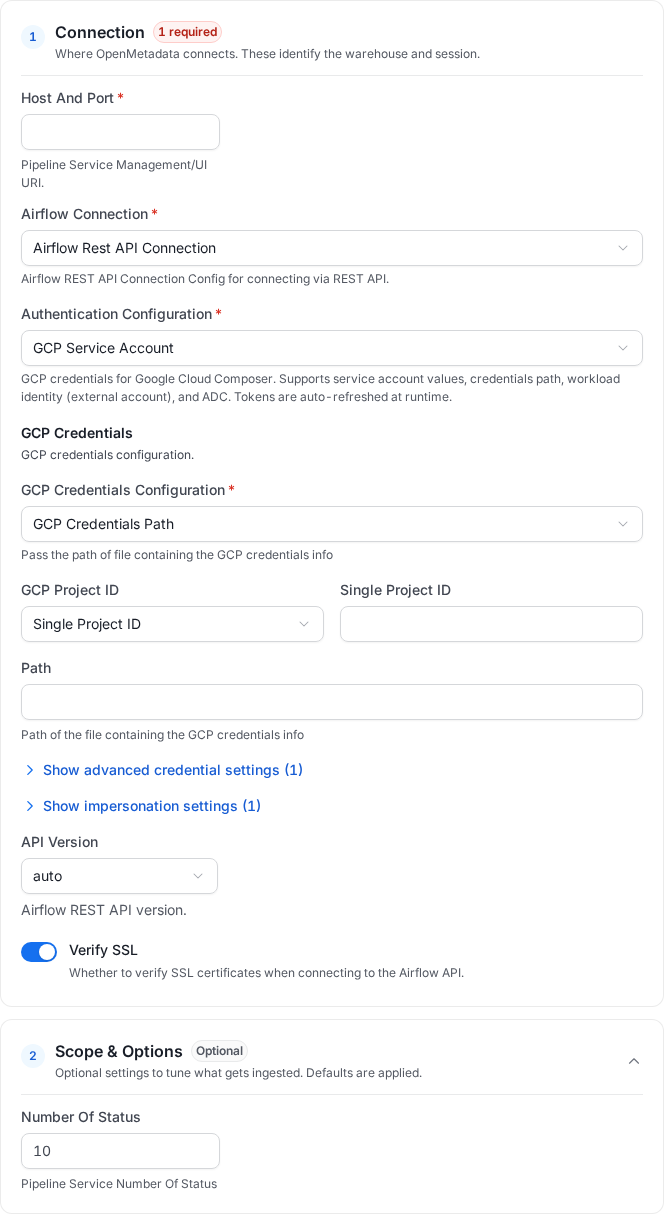 1
Connection
1 required
Where OpenMetadata connects. These identify the warehouse and session.
Host And Port *
Pipeline Service Management/UI
URI.
Airflow Connection *
Airflow Rest API Connection
Airflow REST API Connection Config for connecting via REST API.
Authentication Configuration *
GCP Service Account
GCP credentials for Google Cloud Composer. Supports service account values, credentials path, workload
identity (external account), and ADC. Tokens are auto-refreshed at runtime.
GCP Credentials
GCP credentials configuration.
GCP Credentials Configuration *
GCP Credentials Path
Pass the path of file containing the GCP credentials info
GCP Project ID
Single Project ID
Single Project ID
Path
Path of the file containing the GCP credentials info
Show advanced credential settings (1)
Show impersonation settings (1)
API Version
auto
Airflow REST API version.
Verify SSL
Whether to verify SSL certificates when connecting to the Airflow API.
2
Scope & Options
Optional
Optional settings to tune what gets ingested. Defaults are applied.
Number Of Status
10
Pipeline Service Number Of Status